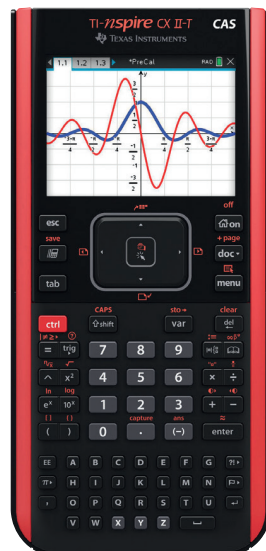 TI-nspire CX II-T CAS
TEXAS INSTRUMENTS
1.1 1.2 1.3 *PreCal RAD
off
esc on
save + page
doc
tab menu
CAPS sto→ clear
ctrl shift var del
= trig 7 8 9
^ x² 4 5 6 × ÷
ln log
eˣ 10ˣ 1 2 3 + −
{ } capture ans ≈
( ) 0 . (−) enter
EE A B C D E F G ?!
π H I J K L M N
, O P Q R S T U
V W X Y Z